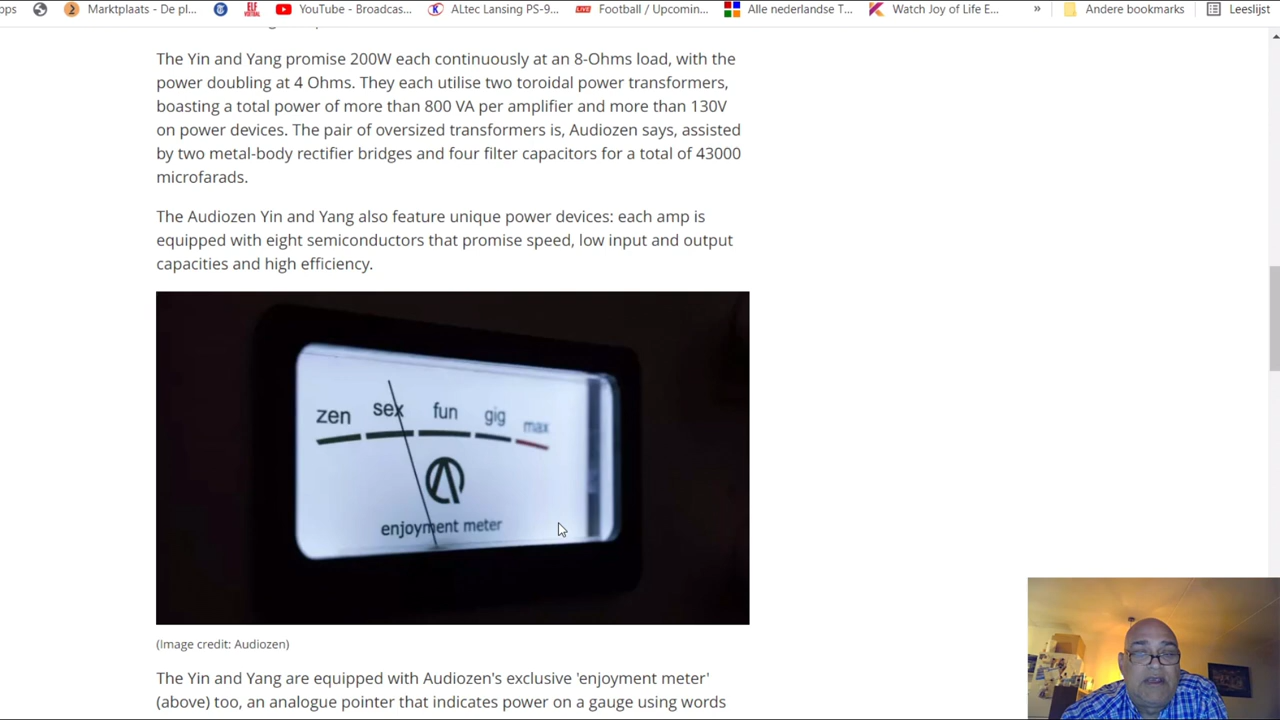 ops
Marktplaats - De pl...
ELF
YouTube - Broadcas...
ALtec Lansing PS-9...
LIVE
Football / Upcomin...
Alle nederlandse T...
Watch Joy of Life E...
»
Andere bookmarks
Leeslijst
The Yin and Yang promise 200W each continuously at an 8-Ohms load, with the
power doubling at 4 Ohms. They each utilise two toroidal power transformers,
boasting a total power of more than 800 VA per amplifier and more than 130V
on power devices. The pair of oversized transformers is, Audiozen says, assisted
by two metal-body rectifier bridges and four filter capacitors for a total of 43000
microfarads.
The Audiozen Yin and Yang also feature unique power devices: each amp is
equipped with eight semiconductors that promise speed, low input and output
capacities and high efficiency.
zen sex fun gig max
enjoyment meter
(Image credit: Audiozen)
The Yin and Yang are equipped with Audiozen's exclusive 'enjoyment meter'
(above) too, an analogue pointer that indicates power on a gauge using words